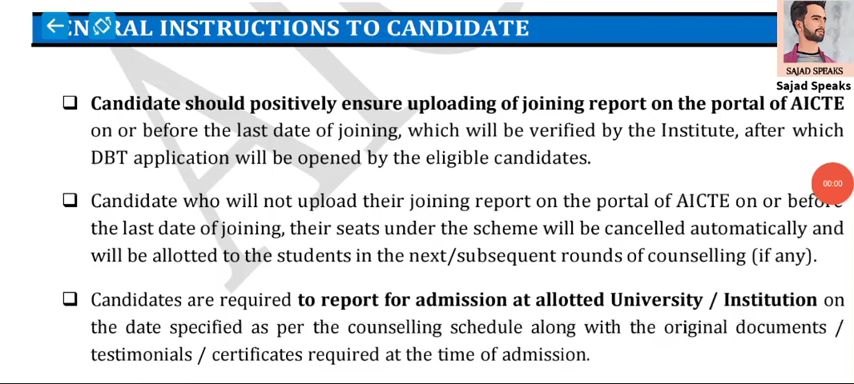 GENERAL INSTRUCTIONS TO CANDIDATE
SAJAD SPEAKS
Sajad Speaks
❑ Candidate should positively ensure uploading of joining report on the portal of AICTE
on or before the last date of joining, which will be verified by the Institute, after which
DBT application will be opened by the eligible candidates.
00:00
❑ Candidate who will not upload their joining report on the portal of AICTE on or before
the last date of joining, their seats under the scheme will be cancelled automatically and
will be allotted to the students in the next/subsequent rounds of counselling (if any).
❑ Candidates are required to report for admission at allotted University / Institution on
the date specified as per the counselling schedule along with the original documents /
testimonials / certificates required at the time of admission.